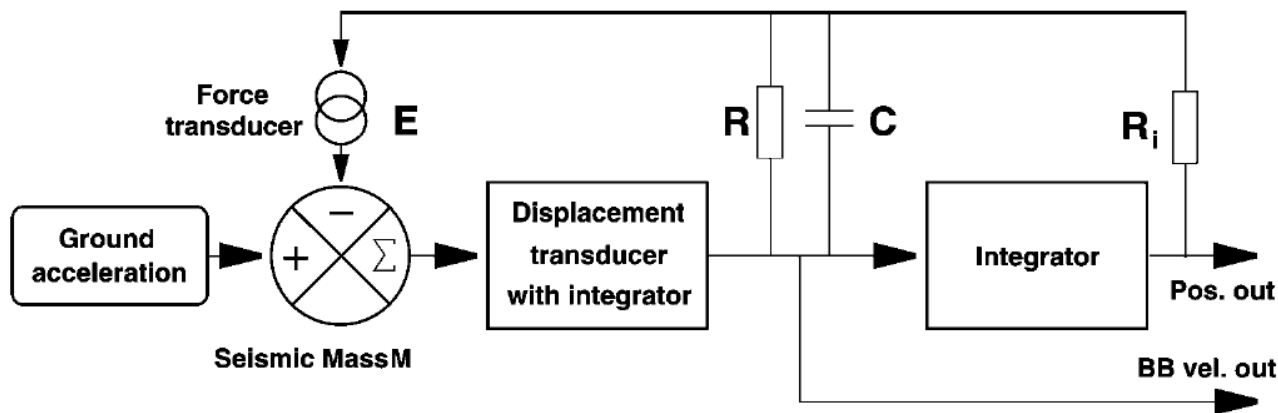 Force
transducer
E
R
C
R i
Ground
acceleration
+
−
Σ
Displacement
transducer
with integrator
Integrator
Pos. out
Seismic MassM
BB vel. out